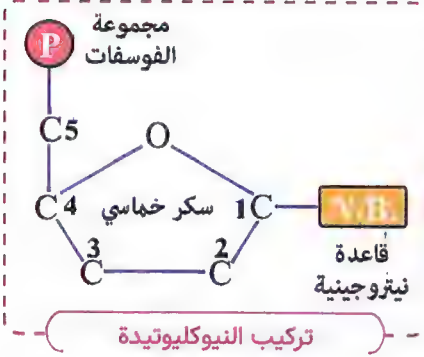 مجموعة
الفوسفات
P
C5
O
C4
سكر خماسي
1C
3
C
2
C
قاعدة
نيتروجينية
تركيب النيوكليوتيدة